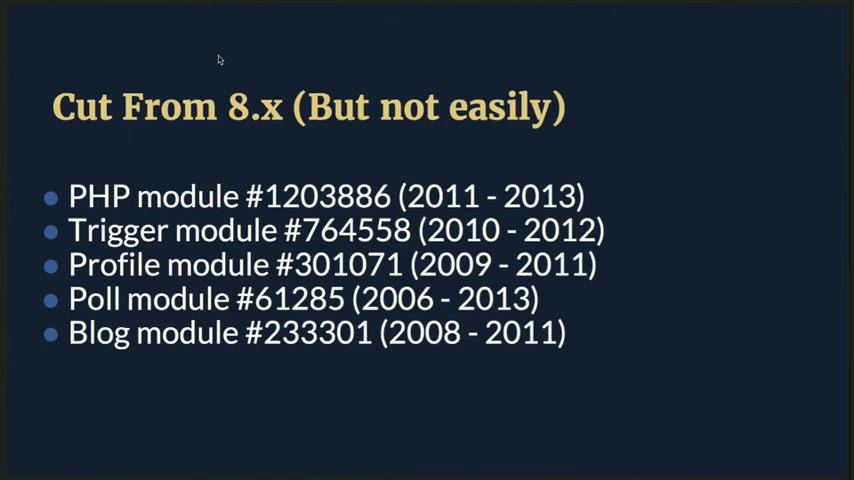 Cut From 8.x (But not easily)
PHP module #1203886 (2011 - 2013)
Trigger module #764558 (2010 - 2012)
Profile module #301071 (2009 - 2011)
Poll module #61285 (2006 - 2013)
Blog module #233301 (2008 - 2011)